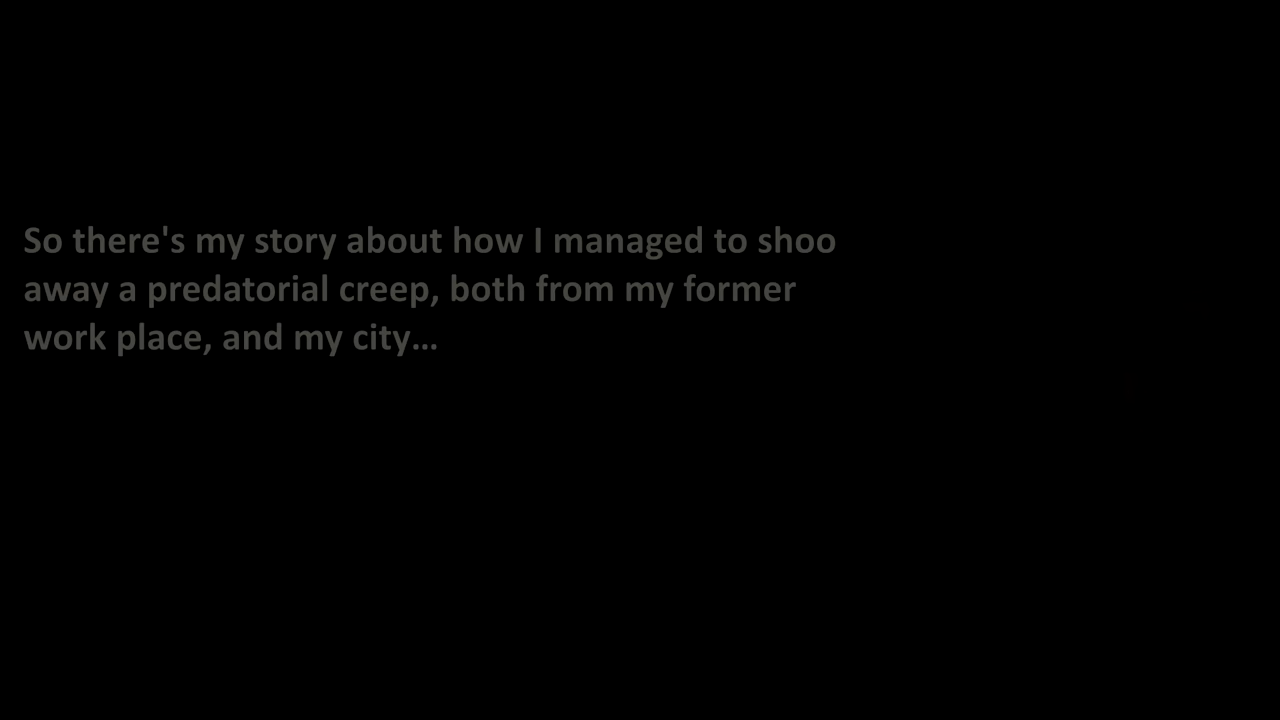 So there's my story about how I managed to shoo
away a predatorial creep, both from my former
work place, and my city…